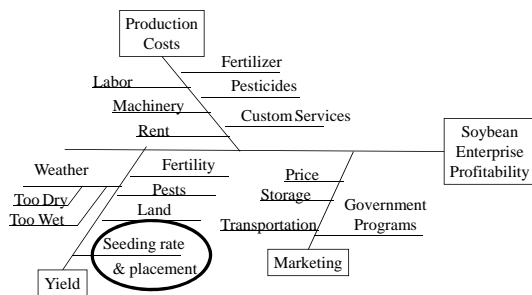 Production
Costs
Fertilizer
Labor
Pesticides
Machinery
Custom Services
Rent
Soybean
Enterprise
Profitability
Weather
Fertility
Too Dry
Pests
Too Wet
Land
Seeding rate
& placement
Yield
Price
Storage
Government
Programs
Transportation
Marketing